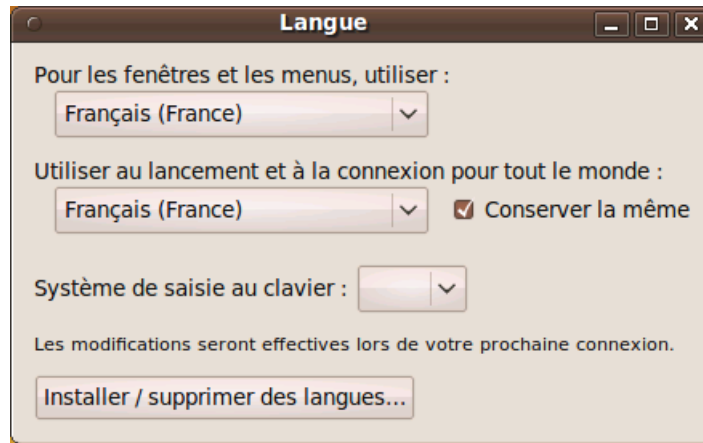 Langue
Pour les fenêtres et les menus, utiliser :
Français (France)
Utiliser au lancement et à la connexion pour tout le monde :
Français (France)
Conserver la même
Système de saisie au clavier :
Les modifications seront effectives lors de votre prochaine connexion.
Installer / supprimer des langues...